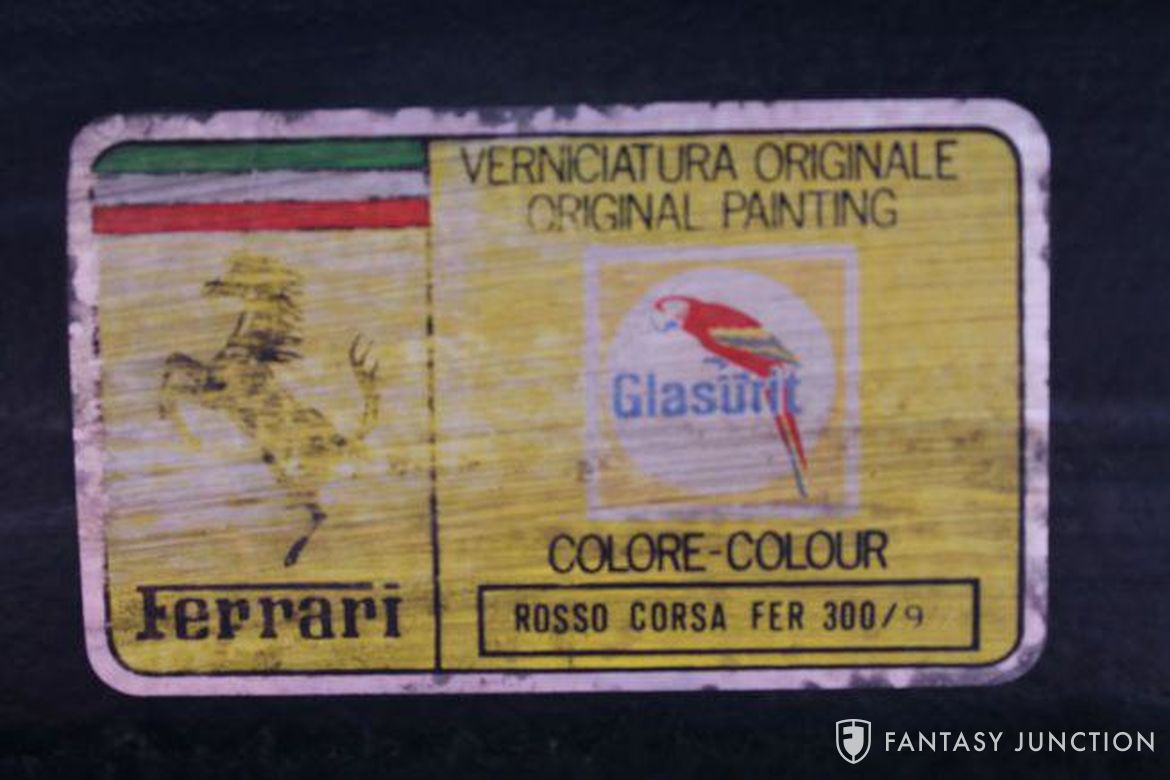 VERNICIATURA ORIGINALE
ORIGINAL PAINTING
Glasurit
COLORE-COLOUR
ROSSO CORSA FER 300/9
Ferrari
FANTASY JUNCTION